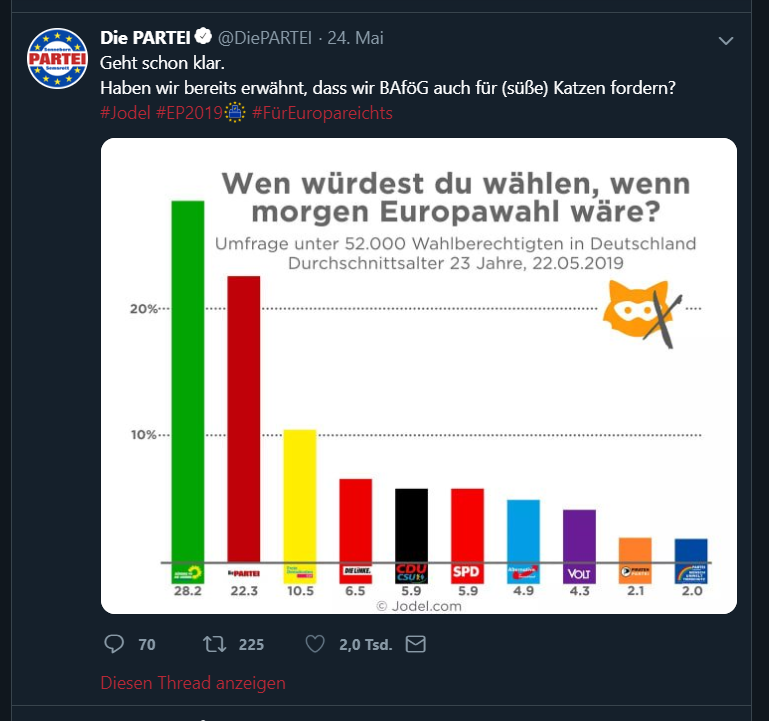 Die PARTEI @DiePARTEI · 24. Mai
Sonneborn
PARTEI
Semsrott
Geht schon klar.
Haben wir bereits erwähnt, dass wir BAföG auch für (süße) Katzen fordern?
#Jodel #EP2019 #FürEuropareichts
Wen würdest du wählen, wenn
morgen Europawahl wäre?
Umfrage unter 52.000 Wahlberechtigten in Deutschland
Durchschnittsalter 23 Jahre, 22.05.2019
20%
10%
Die PARTEI DIE LINKE. CDU SPD Alternative VOLT PIRATEN PARTEI
CSU
28.2 22.3 10.5 6.5 5.9 5.9 4.9 4.3 2.1 2.0
© Jodel.com
70 225 2,0 Tsd.
Diesen Thread anzeigen